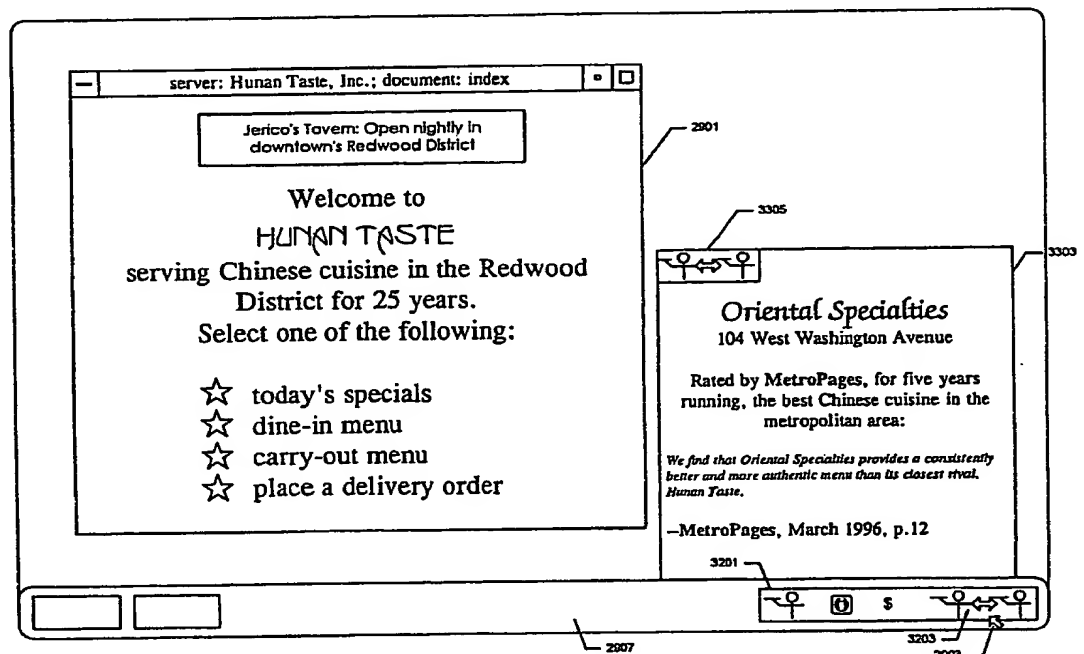 server: Hunan Taste, Inc.; document: index
Jerico's Tavern: Open nightly in
downtown's Redwood District
2901
Welcome to
HUNAN TASTE
serving Chinese cuisine in the Redwood
District for 25 years.
Select one of the following:
☆ today's specials
☆ dine-in menu
☆ carry-out menu
☆ place a delivery order
3305
3303
Oriental Specialties
104 West Washington Avenue
Rated by MetroPages, for five years
running, the best Chinese cuisine in the
metropolitan area:
We find that Oriental Specialties provides a consistently
better and more authentic menu than its closest rival,
Hunan Taste.
–MetroPages, March 1996, p.12
3201
$
3203
2907